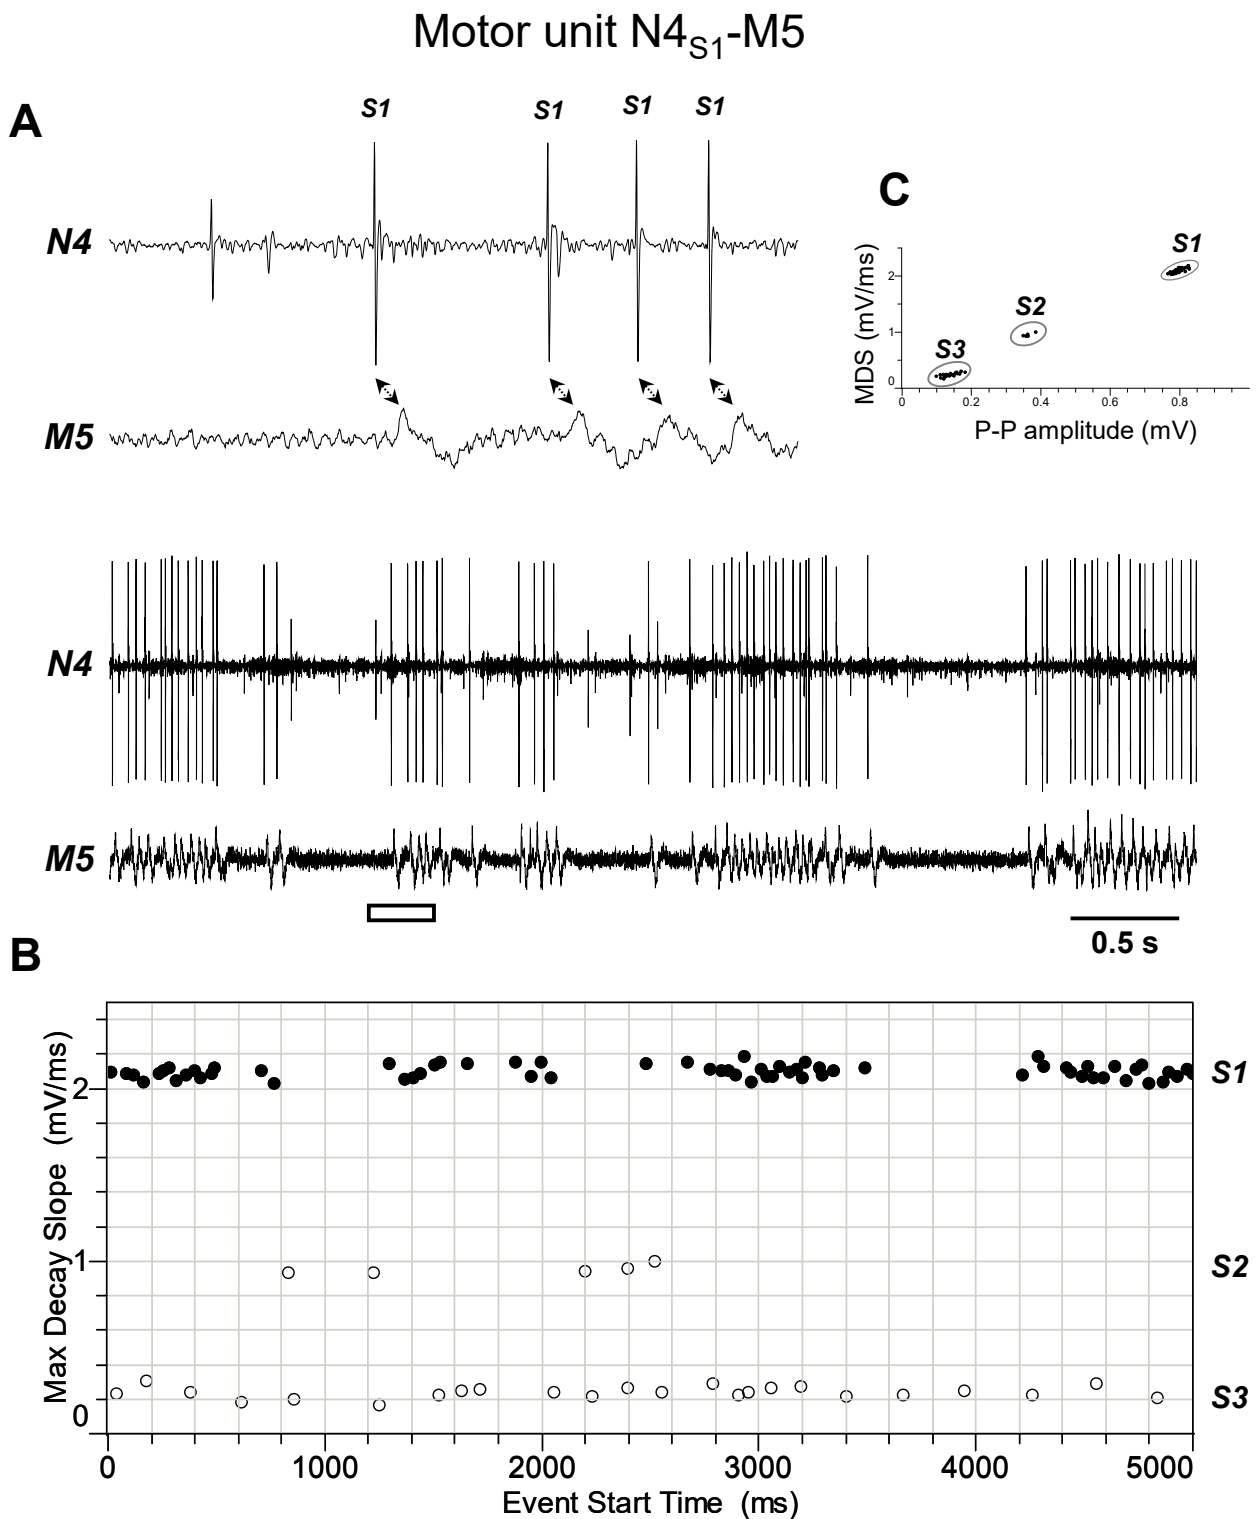 Motor unit N4S1-M5
A
S1 S1 S1 S1
N4
M5
C
MDS (mV/ms)
2
1
0
S1
S2
S3
0 0.2 0.4 0.6 0.8
P-P amplitude (mV)
N4
M5
0.5 s
B
Max Decay Slope (mV/ms)
2
1
0
S1
S2
S3
0 1000 2000 3000 4000 5000
Event Start Time (ms)